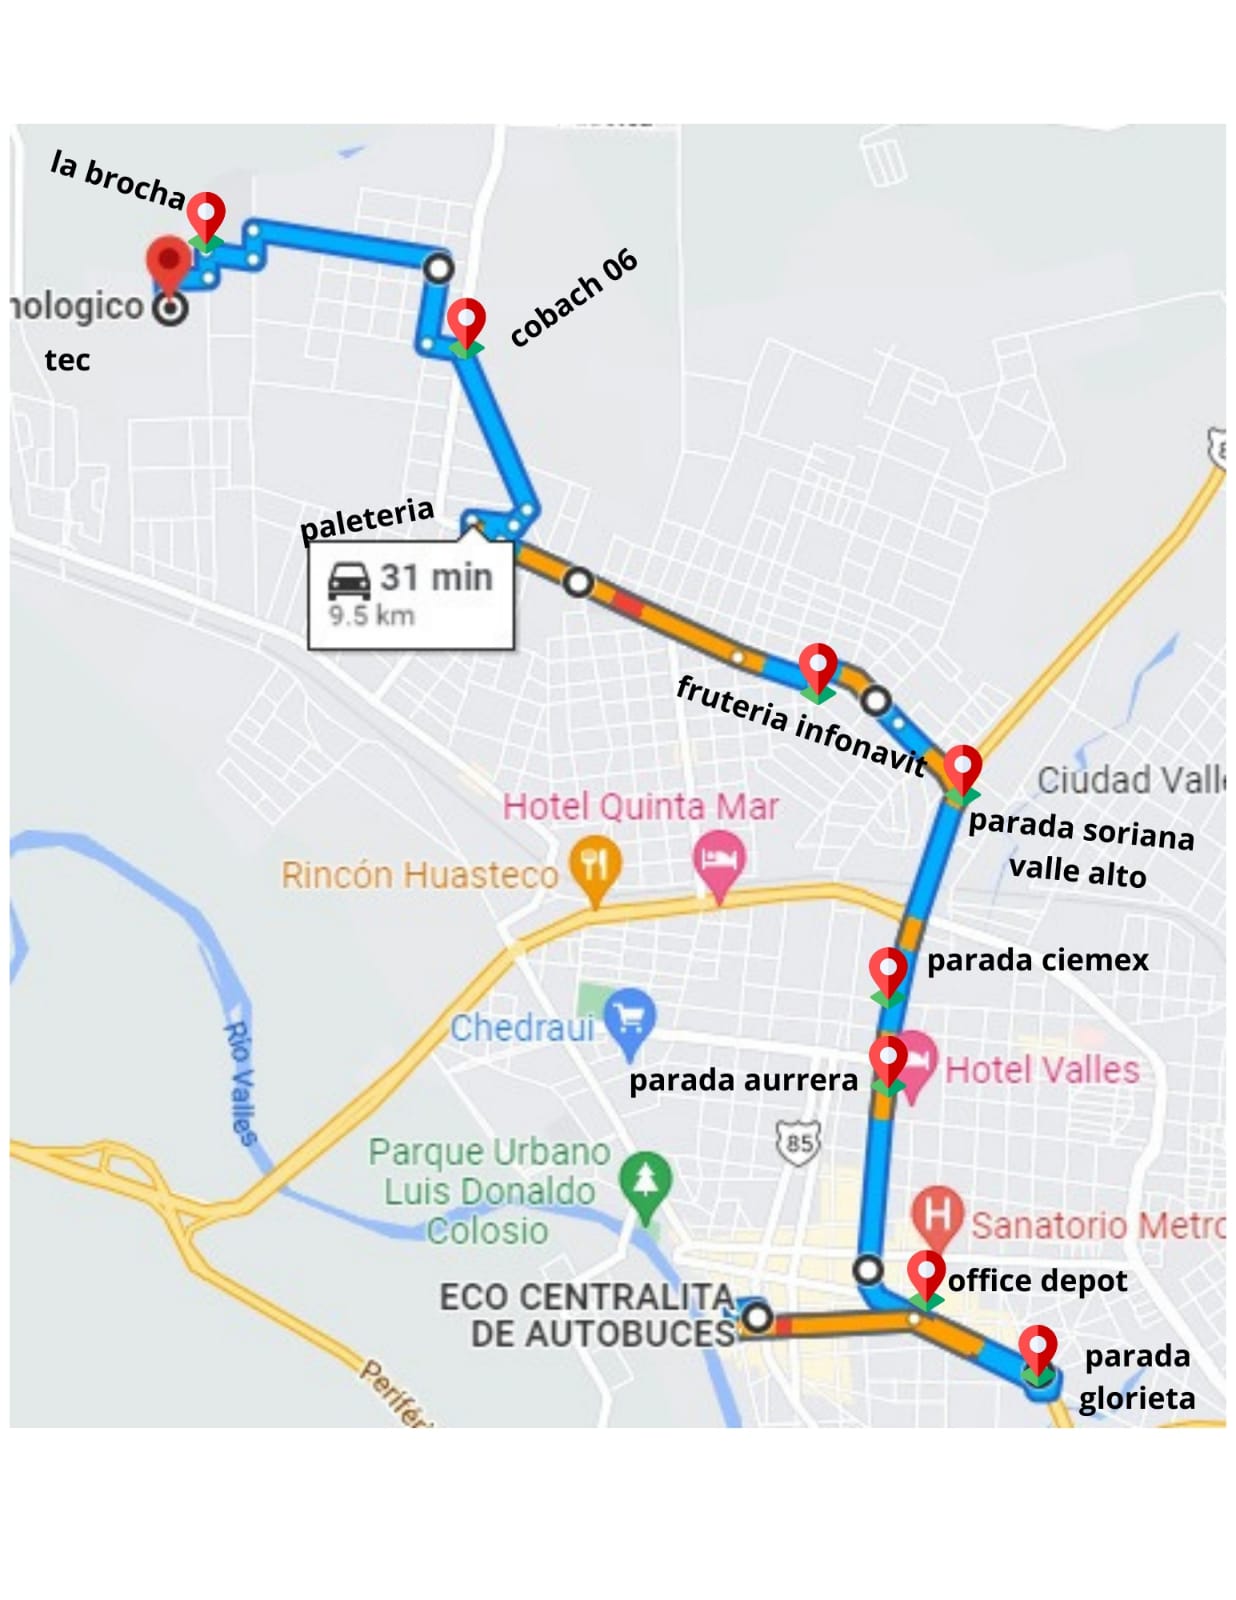 la brocha
cobach 06
nologico
tec
paleteria
31 min
9.5 km
fruteria infonavit
Ciudad Valle
parada soriana
valle alto
Hotel Quinta Mar
Rincón Huasteco
parada ciemex
Chedraui
Hotel Valles
parada aurrera
Río Valles
85
Parque Urbano
Luis Donaldo
Colosio
H
Sanatorio Metro
office depot
ECO CENTRALITA
DE AUTOBUCES
parada
glorieta
Perifér